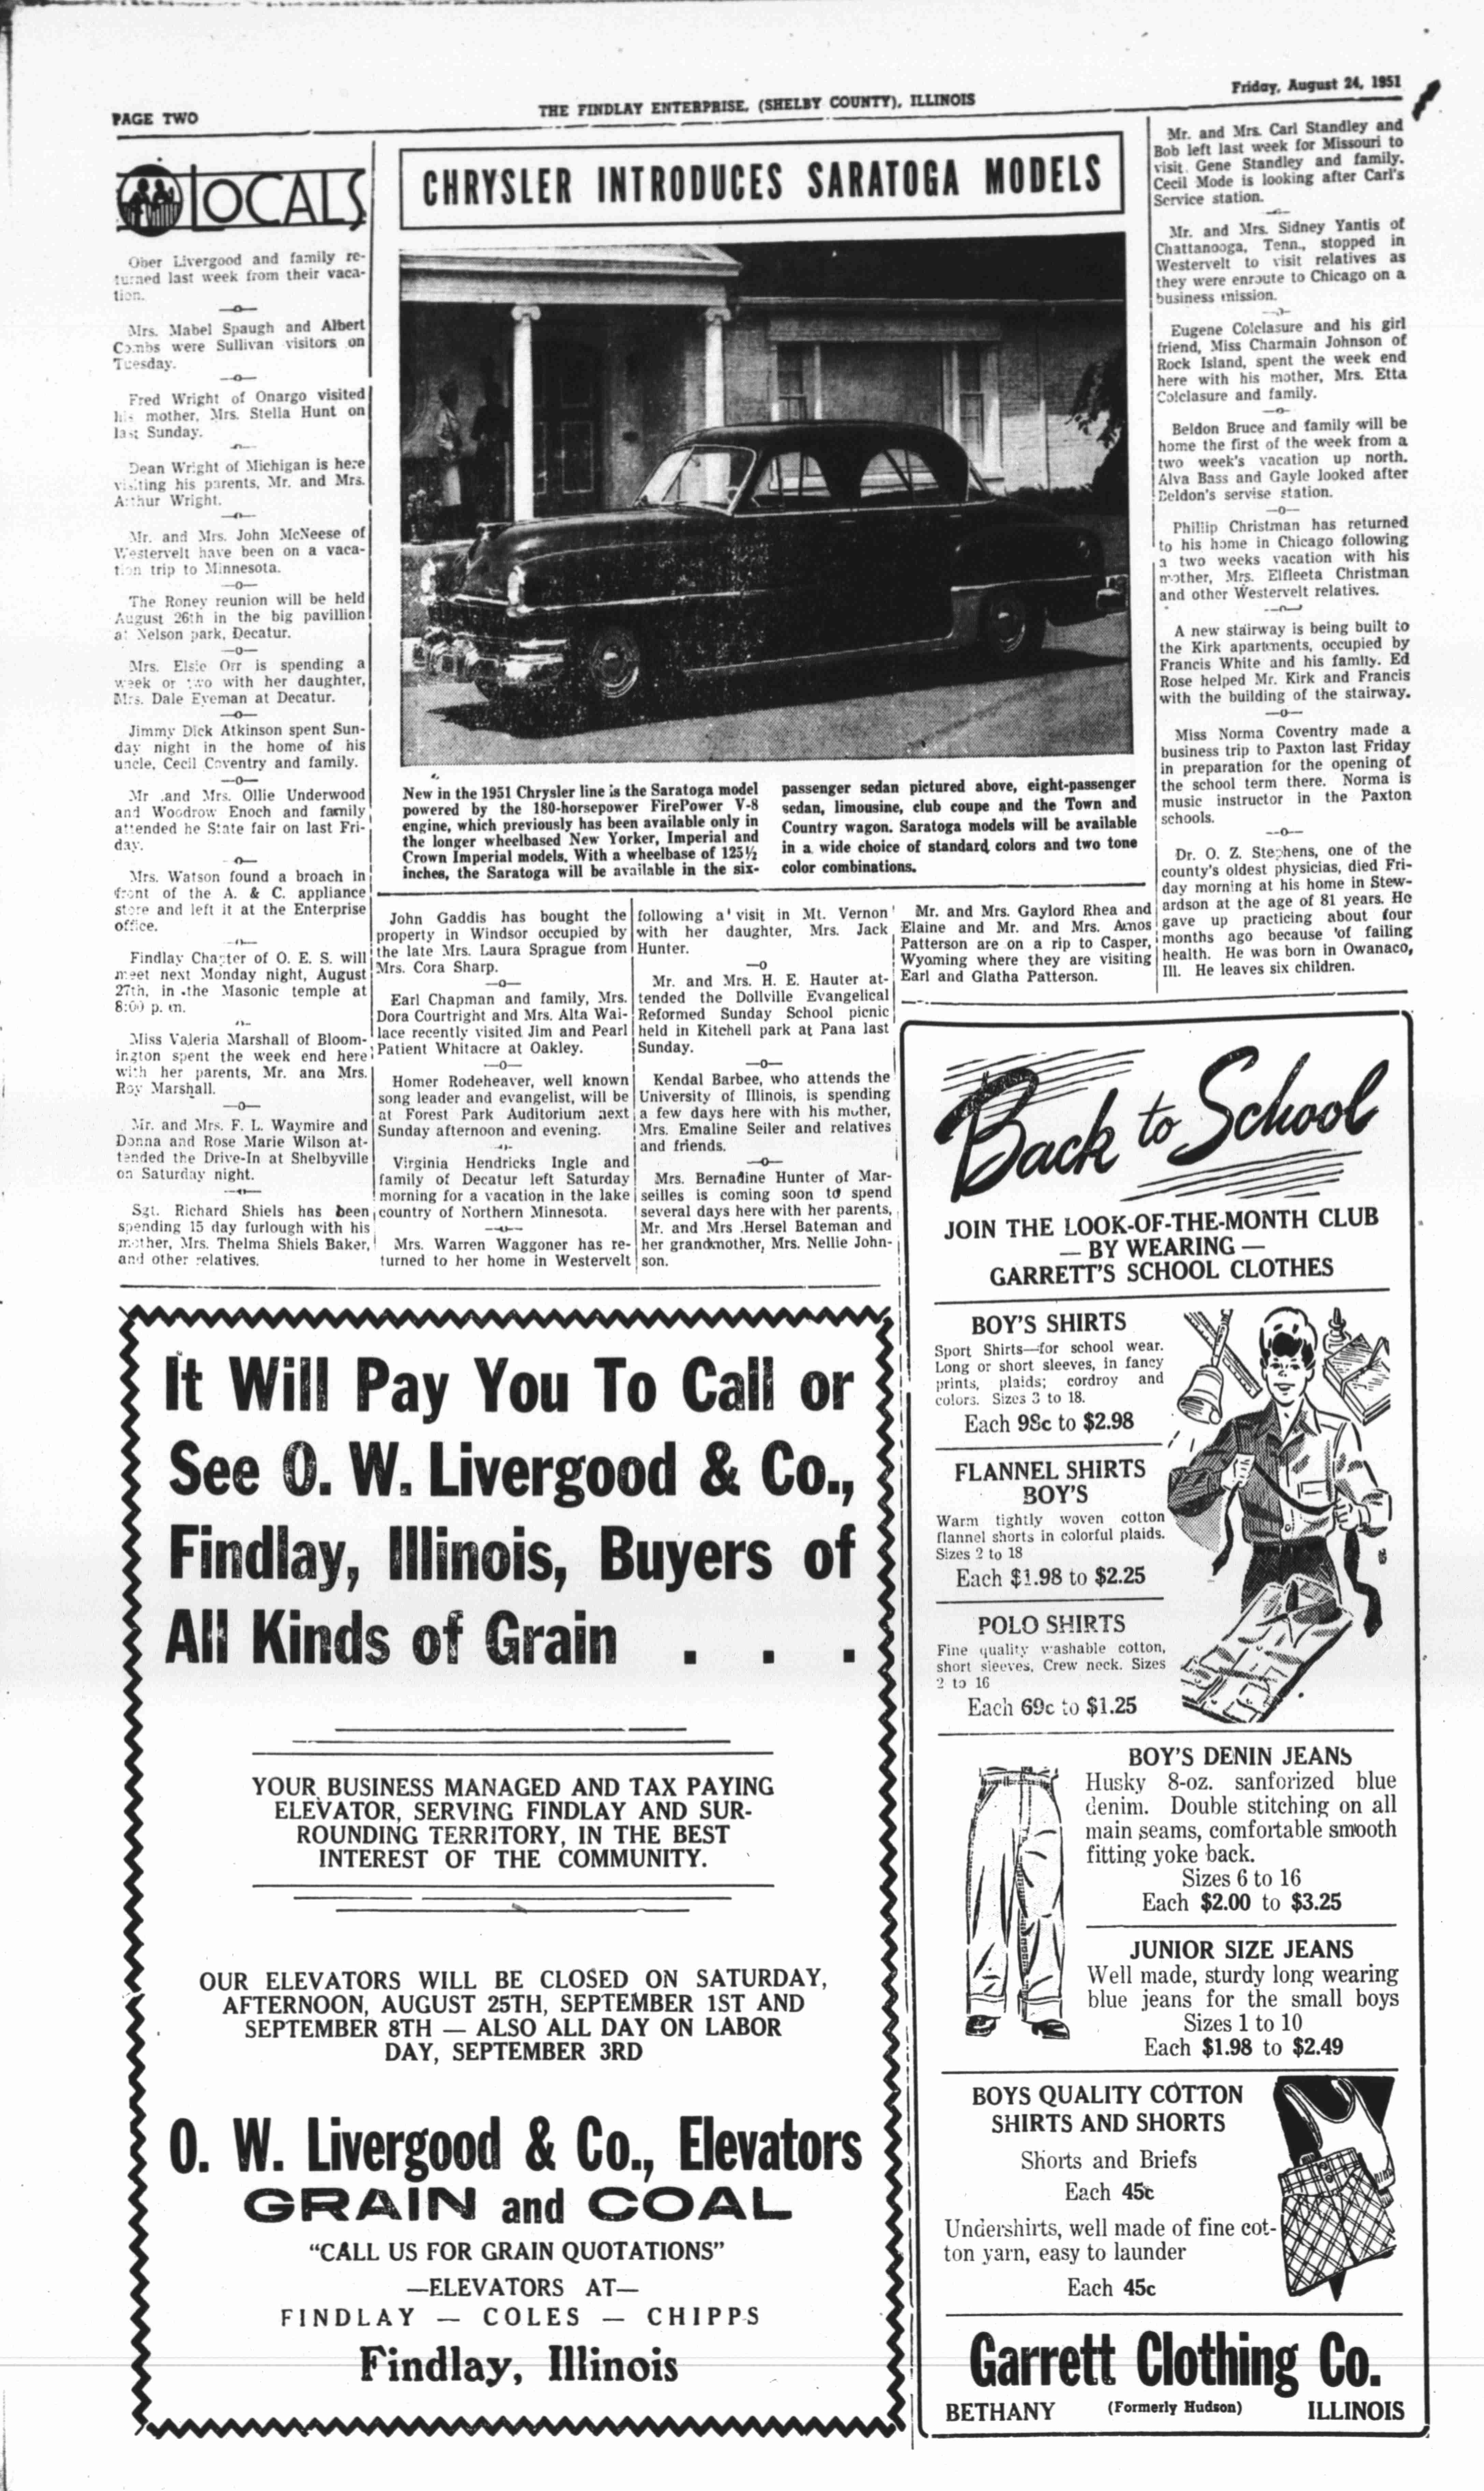 PAGE TWO
THE FINDLAY ENTERPRISE, (SHELBY COUNTY), ILLINOIS
Friday, August 24, 1951
LOCALS
Ober Livergood and family re-
turned last week from their vaca-
tion.
Mrs. Mabel Spaugh and Albert
Combs were Sullivan visitors on
Tuesday.
Fred Wright of Onargo visited
his mother, Mrs. Stella Hunt on
last Sunday.
Dean Wright of Michigan is here
visiting his parents, Mr. and Mrs.
Arthur Wright.
Mr. and Mrs. John McNeese of
Westervelt have been on a vaca-
tion trip to Minnesota.
—o—
The Roney reunion will be held
August 26th in the big pavillion
at Nelson park, Decatur.
—o—
Mrs. Elsie Orr is spending a
week or two with her daughter,
Mrs. Dale Eveman at Decatur.
—o—
Jimmy Dick Atkinson spent Sun-
day night in the home of his
uncle, Cecil Coventry and family.
—o—
Mr .and Mrs. Ollie Underwood
and Woodrow Enoch and family
attended he State fair on last Fri-
day.
—o—
Mrs. Watson found a broach in
front of the A. & C. appliance
store and left it at the Enterprise
office.
Findlay Chapter of O. E. S. will
meet next Monday night, August
27th, in the Masonic temple at
8:00 p. m.
Miss Valeria Marshall of Bloom-
ington spent the week end here
with her parents, Mr. and Mrs.
Roy Marshall.
—o—
Mr. and Mrs. F. L. Waymire and
Donna and Rose Marie Wilson at-
tended the Drive-In at Shelbyville
on Saturday night.
Sgt. Richard Shiels has been
spending 15 day furlough with his
mother, Mrs. Thelma Shiels Baker,
and other relatives.
CHRYSLER INTRODUCES SARATOGA MODELS
New in the 1951 Chrysler line is the Saratoga model
powered by the 180-horsepower FirePower V-8
engine, which previously has been available only in
the longer wheelbased New Yorker, Imperial and
Crown Imperial models. With a wheelbase of 125½
inches, the Saratoga will be available in the six-
passenger sedan pictured above, eight-passenger
sedan, limousine, club coupe and the Town and
Country wagon. Saratoga models will be available
in a wide choice of standard colors and two tone
color combinations.
John Gaddis has bought the
property in Windsor occupied by
the late Mrs. Laura Sprague from
Mrs. Cora Sharp.
—o—
Earl Chapman and family, Mrs.
Dora Courtright and Mrs. Alta Wal-
lace recently visited Jim and Pearl
Patient Whitacre at Oakley.
—o—
Homer Rodeheaver, well known
song leader and evangelist, will be
at Forest Park Auditorium next
Sunday afternoon and evening.
Virginia Hendricks Ingle and
family of Decatur left Saturday
morning for a vacation in the lake
country of Northern Minnesota.
Mrs. Warren Waggoner has re-
turned to her home in Westervelt
following a visit in Mt. Vernon
with her daughter, Mrs. Jack
Hunter.
—o
Mr. and Mrs. H. E. Hauter at-
tended the Dollville Evangelical
Reformed Sunday School picnic
held in Kitchell park at Pana last
Sunday.
—o—
Kendal Barbee, who attends the
University of Illinois, is spending
a few days here with his mother,
Mrs. Emaline Seiler and relatives
and friends.
—o—
Mrs. Bernadine Hunter of Mar-
seilles is coming soon to spend
several days here with her parents,
Mr. and Mrs .Hersel Bateman and
her grandmother, Mrs. Nellie John-
son.
Mr. and Mrs. Gaylord Rhea and
Elaine and Mr. and Mrs. Amos
Patterson are on a rip to Casper,
Wyoming where they are visiting
Earl and Glatha Patterson.
Mr. and Mrs. Carl Standley and
Bob left last week for Missouri to
visit Gene Standley and family.
Cecil Mode is looking after Carl's
Service station.
Mr. and Mrs. Sidney Yantis of
Chattanooga, Tenn., stopped in
Westervelt to visit relatives as
they were enroute to Chicago on a
business mission.
Eugene Colclasure and his girl
friend, Miss Charmain Johnson of
Rock Island, spent the week end
here with his mother, Mrs. Etta
Colclasure and family.
—o—
Beldon Bruce and family will be
home the first of the week from a
two week's vacation up north.
Alva Bass and Gayle looked after
Beldon's servise station.
—o—
Phillip Christman has returned
to his home in Chicago following
a two weeks vacation with his
mother, Mrs. Elfleeta Christman
and other Westervelt relatives.
A new stairway is being built to
the Kirk apartments, occupied by
Francis White and his family. Ed
Rose helped Mr. Kirk and Francis
with the building of the stairway.
—o—
Miss Norma Coventry made a
business trip to Paxton last Friday
in preparation for the opening of
the school term there. Norma is
music instructor in the Paxton
schools.
—o—
Dr. O. Z. Stephens, one of the
county's oldest physicias, died Fri-
day morning at his home in Stew-
ardson at the age of 81 years. He
gave up practicing about four
months ago because of failing
health. He was born in Owanaco,
Ill. He leaves six children.
It Will Pay You To Call or
See O. W. Livergood & Co.,
Findlay, Illinois, Buyers of
All Kinds of Grain . . .
YOUR BUSINESS MANAGED AND TAX PAYING
ELEVATOR, SERVING FINDLAY AND SUR-
ROUNDING TERRITORY, IN THE BEST
INTEREST OF THE COMMUNITY.
OUR ELEVATORS WILL BE CLOSED ON SATURDAY,
AFTERNOON, AUGUST 25TH, SEPTEMBER 1ST AND
SEPTEMBER 8TH — ALSO ALL DAY ON LABOR
DAY, SEPTEMBER 3RD
O. W. Livergood & Co., Elevators
GRAIN and COAL
"CALL US FOR GRAIN QUOTATIONS"
—ELEVATORS AT—
FINDLAY — COLES — CHIPPS
Findlay, Illinois
Back to School
JOIN THE LOOK-OF-THE-MONTH CLUB
— BY WEARING —
GARRETT'S SCHOOL CLOTHES
BOY'S SHIRTS
Sport Shirts—for school wear.
Long or short sleeves, in fancy
prints, plaids; cordroy and
colors. Sizes 3 to 18.
Each 98c to $2.98
FLANNEL SHIRTS
BOY'S
Warm tightly woven cotton
flannel shorts in colorful plaids.
Sizes 2 to 18
Each $1.98 to $2.25
POLO SHIRTS
Fine quality washable cotton,
short sleeves, Crew neck. Sizes
2 to 16
Each 69c to $1.25
BOY'S DENIN JEANS
Husky 8-oz. sanforized blue
denim. Double stitching on all
main seams, comfortable smooth
fitting yoke back.
Sizes 6 to 16
Each $2.00 to $3.25
JUNIOR SIZE JEANS
Well made, sturdy long wearing
blue jeans for the small boys
Sizes 1 to 10
Each $1.98 to $2.49
BOYS QUALITY COTTON
SHIRTS AND SHORTS
Shorts and Briefs
Each 45c
Undershirts, well made of fine cot-
ton yarn, easy to launder
Each 45c
Garrett Clothing Co.
BETHANY (Formerly Hudson) ILLINOIS